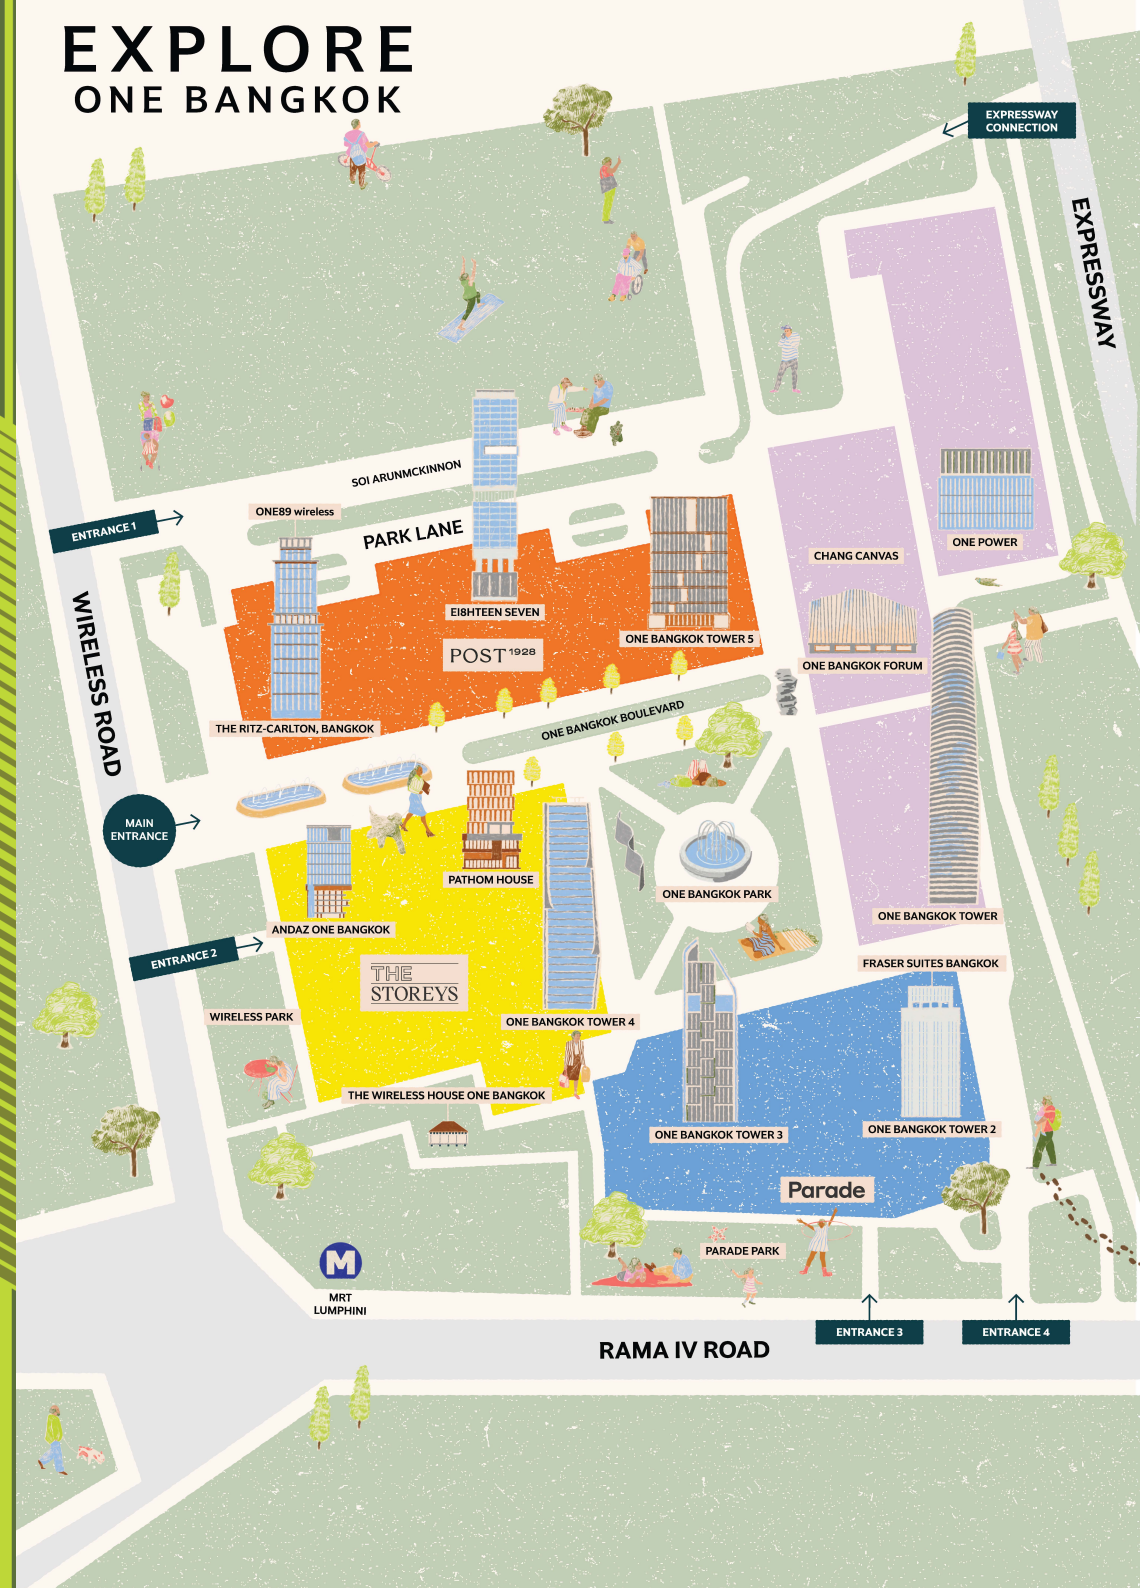 EXPLORE
ONE BANGKOK
EXPRESSWAY
CONNECTION
EXPRESSWAY
SOI ARUNMCKINNON
ENTRANCE 1
ONE89 wireless
PARK LANE
ONE POWER
CHANG CANVAS
EI8HTEEN SEVEN
ONE BANGKOK TOWER 5
POST 1928
ONE BANGKOK FORUM
WIRELESS ROAD
THE RITZ-CARLTON, BANGKOK
ONE BANGKOK BOULEVARD
MAIN
ENTRANCE
PATHOM HOUSE
ONE BANGKOK PARK
ONE BANGKOK TOWER
ANDAZ ONE BANGKOK
ENTRANCE 2
FRASER SUITES BANGKOK
THE
STOREYS
WIRELESS PARK
ONE BANGKOK TOWER 4
THE WIRELESS HOUSE ONE BANGKOK
ONE BANGKOK TOWER 3
ONE BANGKOK TOWER 2
Parade
PARADE PARK
M
MRT
LUMPHINI
ENTRANCE 3
ENTRANCE 4
RAMA IV ROAD